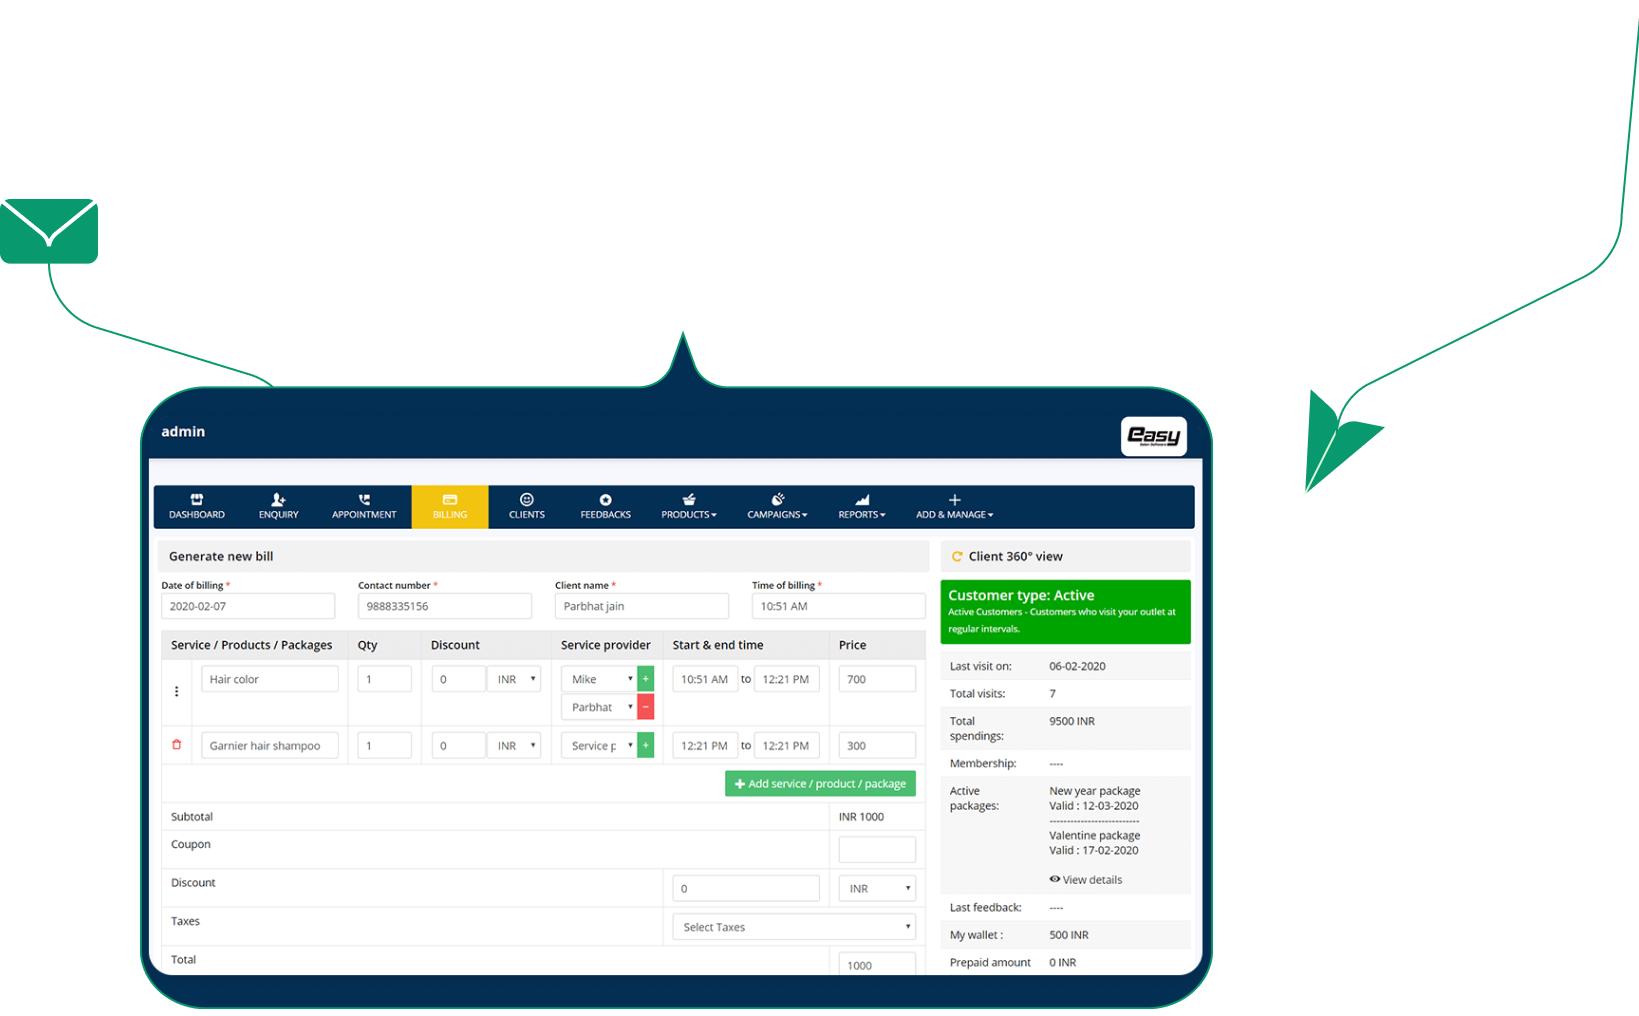 admin
easy
DASHBOARD
ENQUIRY
APPOINTMENT
BILLING
CLIENTS
FEEDBACKS
PRODUCTS
CAMPAIGNS
REPORTS
ADD & MANAGE
Generate new bill
Date of billing *
Contact number *
Client name *
Time of billing *
2020-02-07
9888335156
Parbhat jain
10:51 AM
Service / Products / Packages
Qty
Discount
Service provider
Start & end time
Price
Hair color
1
0
INR
Mike
+
10:51 AM to 12:21 PM
700
Parbhat
−
Garnier hair shampoo
1
0
INR
Service p
+
12:21 PM to 12:21 PM
300
+ Add service / product / package
Subtotal
INR 1000
Coupon
Discount
0
INR
Taxes
Select Taxes
Total
1000
Client 360° view
Customer type: Active
Active Customers - Customers who visit your outlet at
regular intervals.
Last visit on: 06-02-2020
Total visits: 7
Total 9500 INR
spendings:
Membership: ----
Active New year package
packages: Valid : 12-03-2020
--------------------------
Valentine package
Valid : 17-02-2020
View details
Last feedback: ----
My wallet : 500 INR
Prepaid amount 0 INR